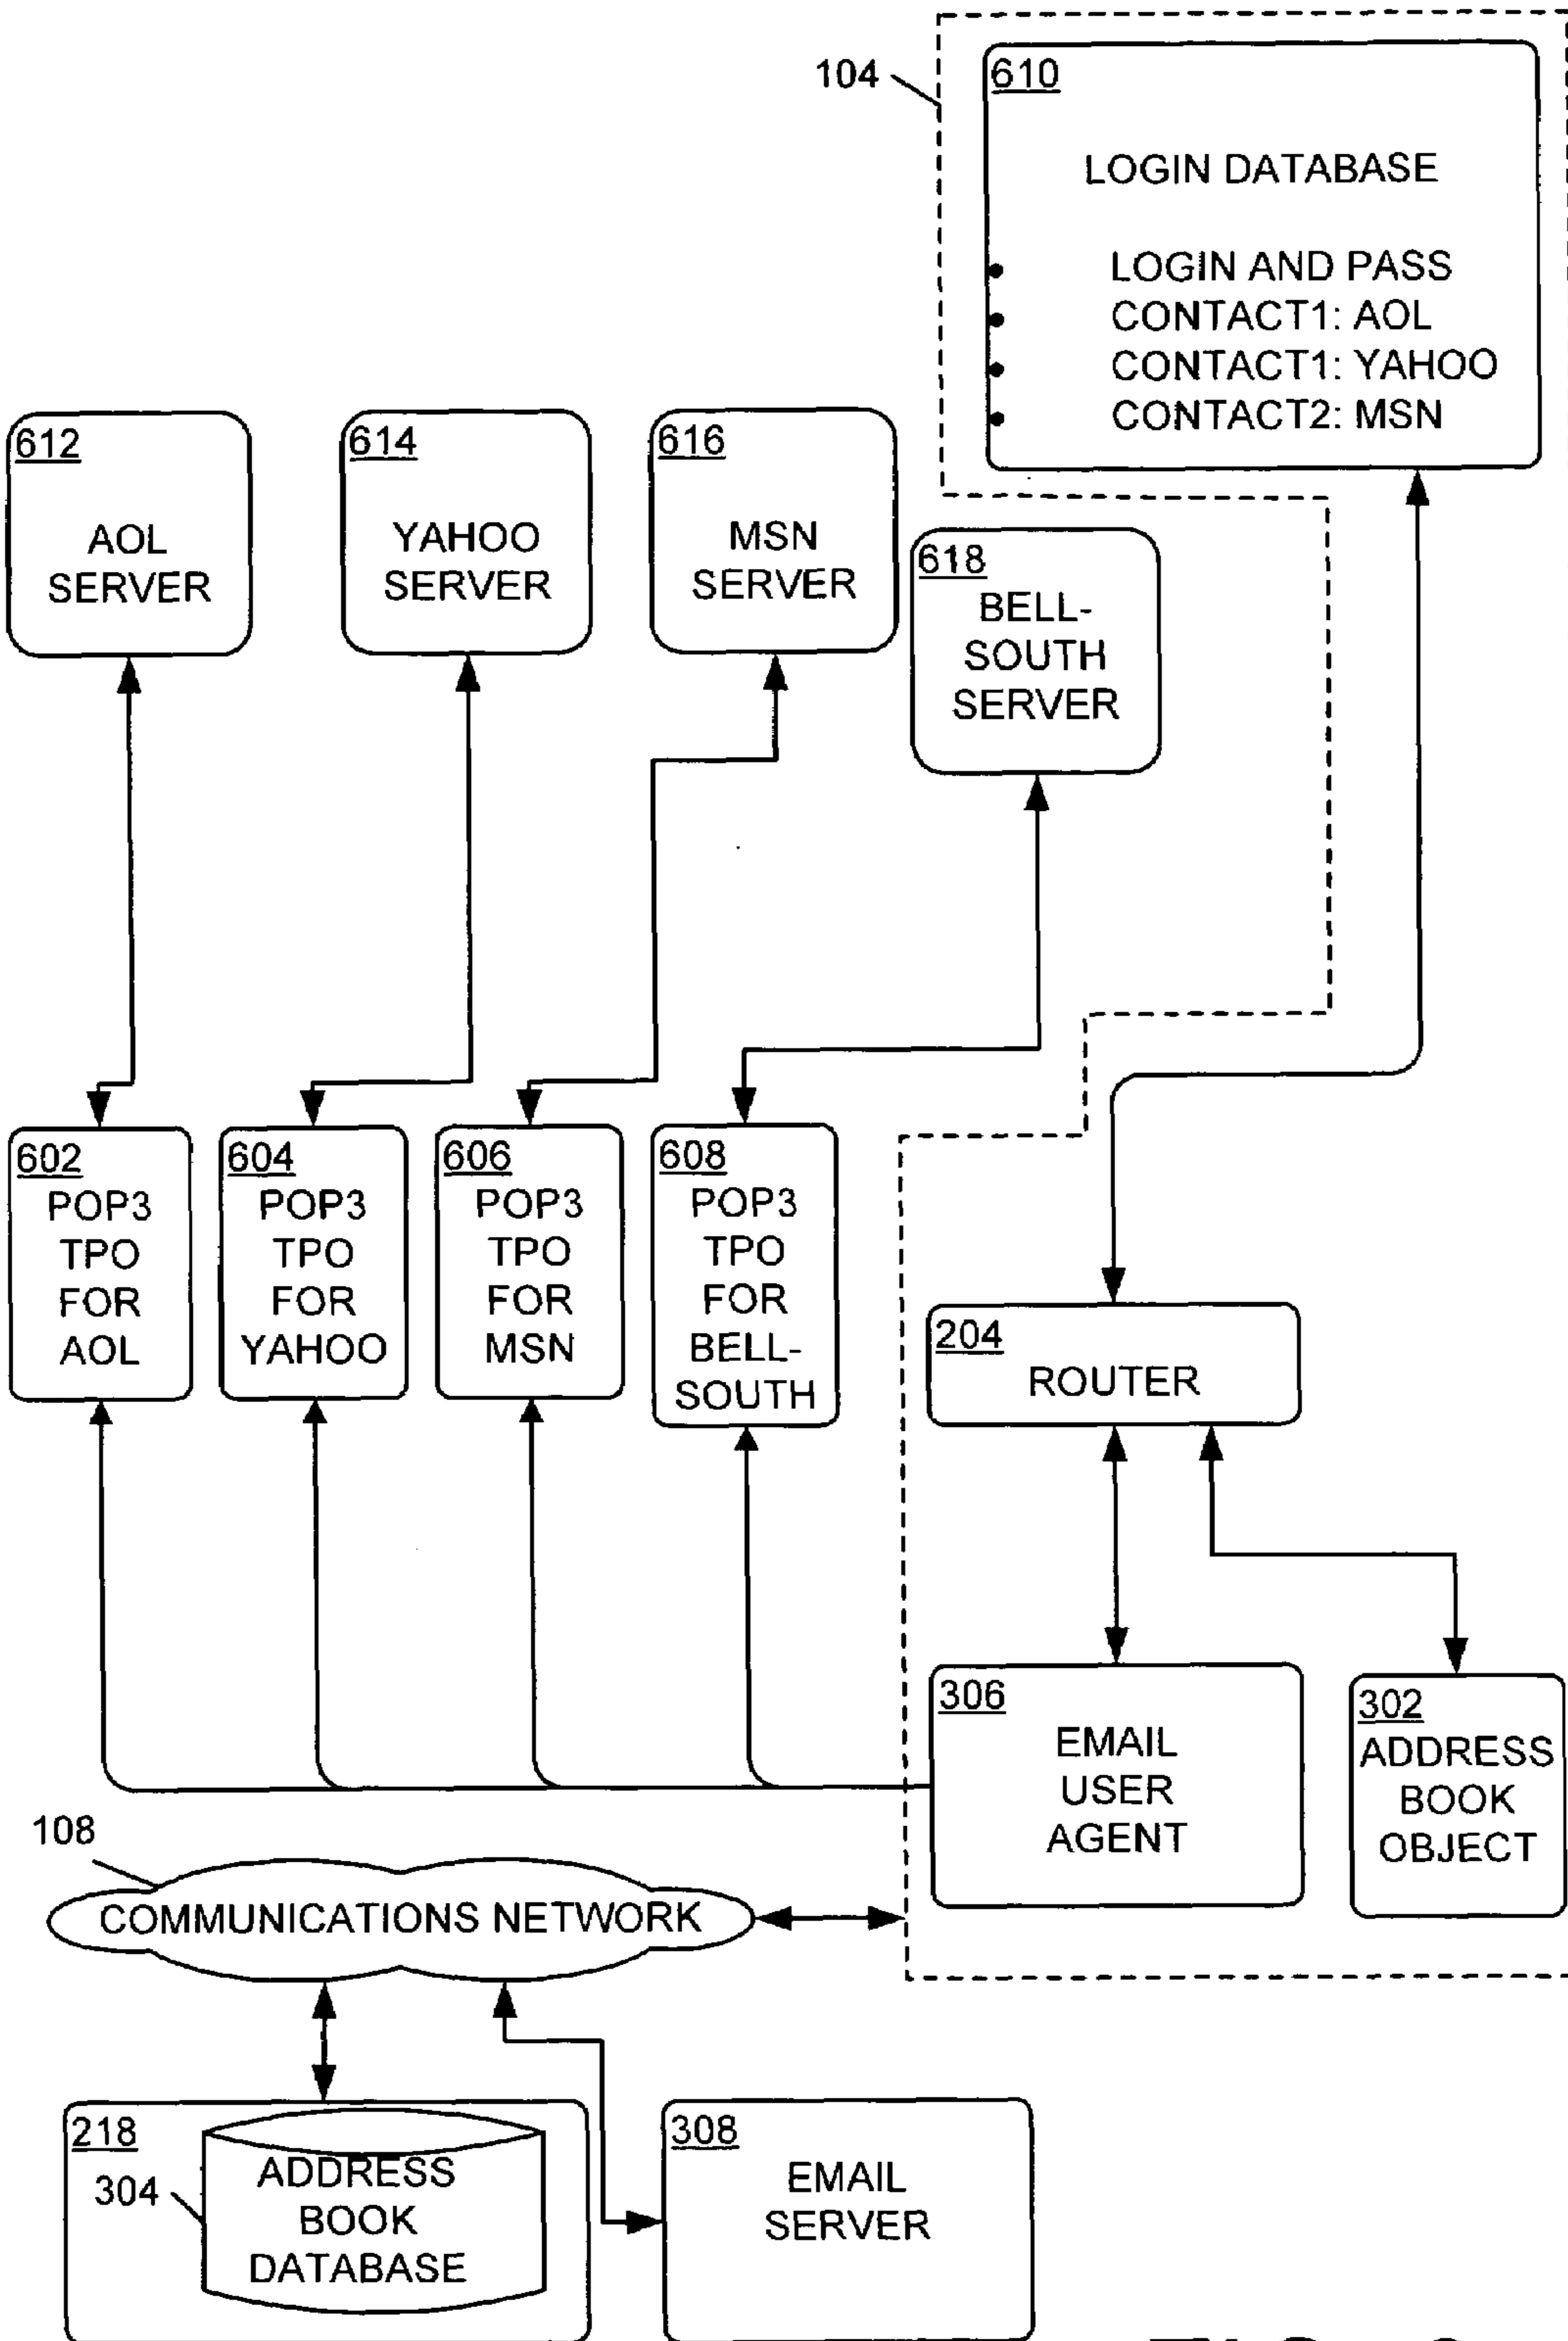 104
610
LOGIN DATABASE
• LOGIN AND PASS
• CONTACT1: AOL
• CONTACT1: YAHOO
• CONTACT2: MSN
612
AOL
SERVER
614
YAHOO
SERVER
616
MSN
SERVER
618
BELL-
SOUTH
SERVER
602
POP3
TPO
FOR
AOL
604
POP3
TPO
FOR
YAHOO
606
POP3
TPO
FOR
MSN
608
POP3
TPO
FOR
BELL-
SOUTH
204
ROUTER
306
EMAIL
USER
AGENT
302
ADDRESS
BOOK
OBJECT
108
COMMUNICATIONS NETWORK
218
304
ADDRESS
BOOK
DATABASE
308
EMAIL
SERVER